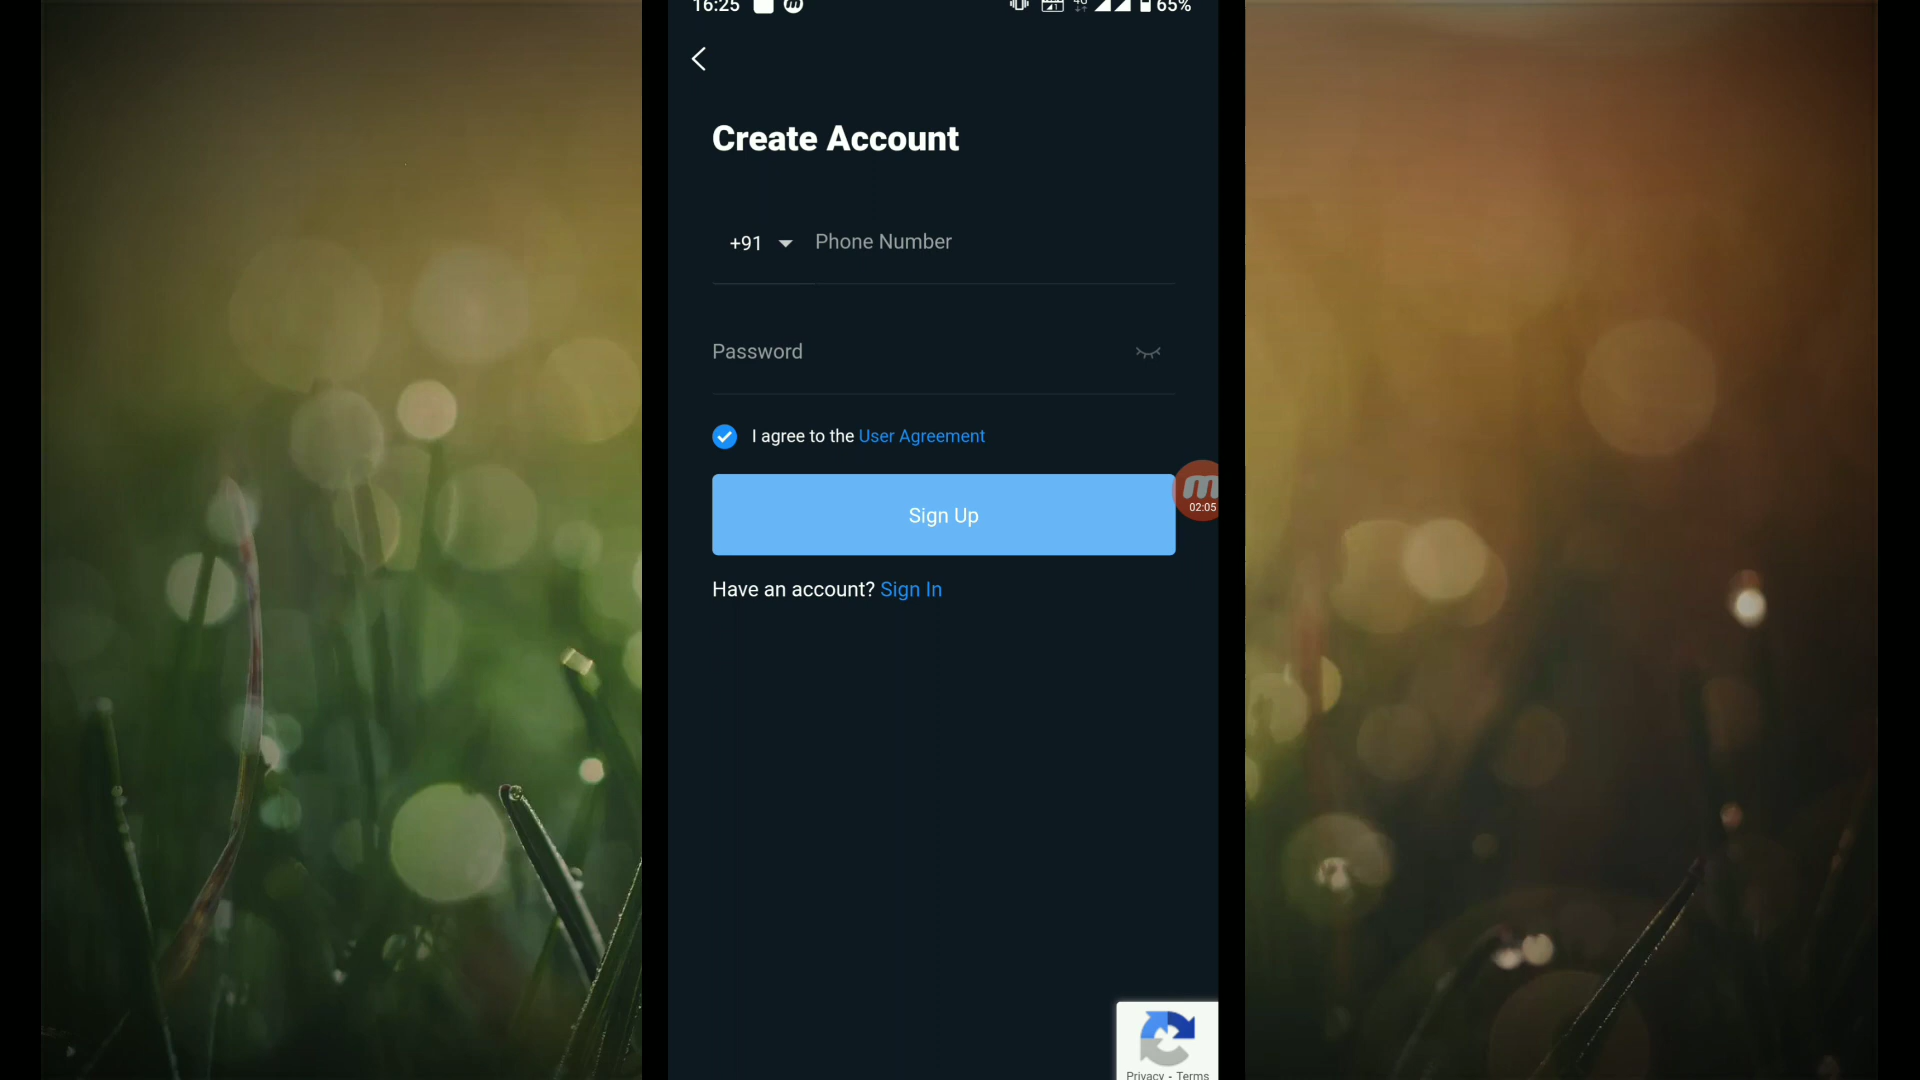 16:25
65%
Create Account
+91 Phone Number
Password
I agree to the User Agreement
Sign Up
02:05
Have an account? Sign In
Privacy - Terms